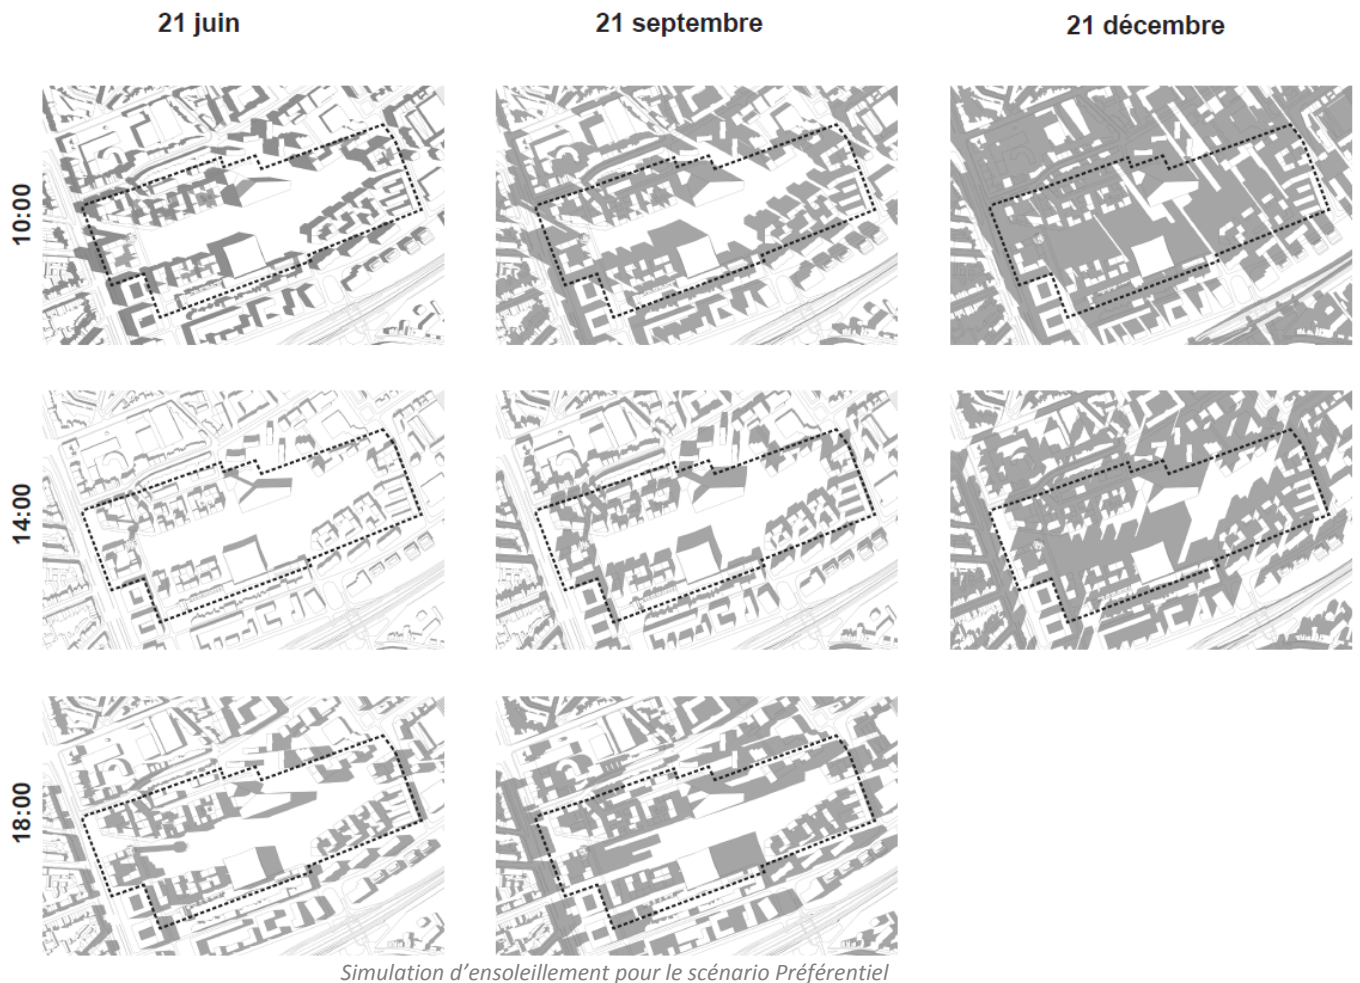 21 juin
21 septembre
21 décembre
10:00
14:00
18:00
Simulation d'ensoleillement pour le scénario Préférentiel